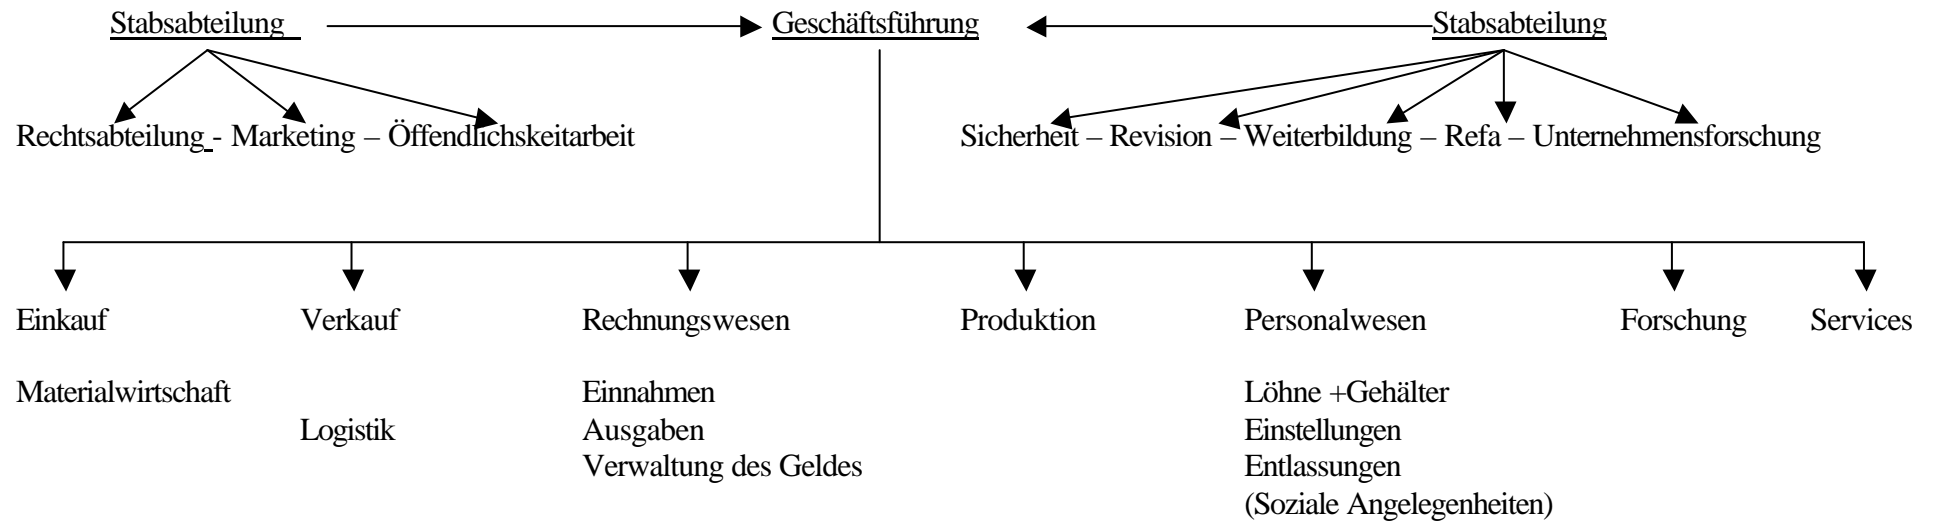 Stabsabteilung Geschäftsführung Stabsabteilung
Rechtsabteilung - Marketing – Öffendlichskeitarbeit Sicherheit – Revision – Weiterbildung – Refa – Unternehmensforschung
Einkauf Verkauf Rechnungswesen Produktion Personalwesen Forschung Services
Materialwirtschaft Einnahmen Löhne +Gehälter
Logistik Ausgaben Einstellungen
Verwaltung des Geldes Entlassungen
(Soziale Angelegenheiten)